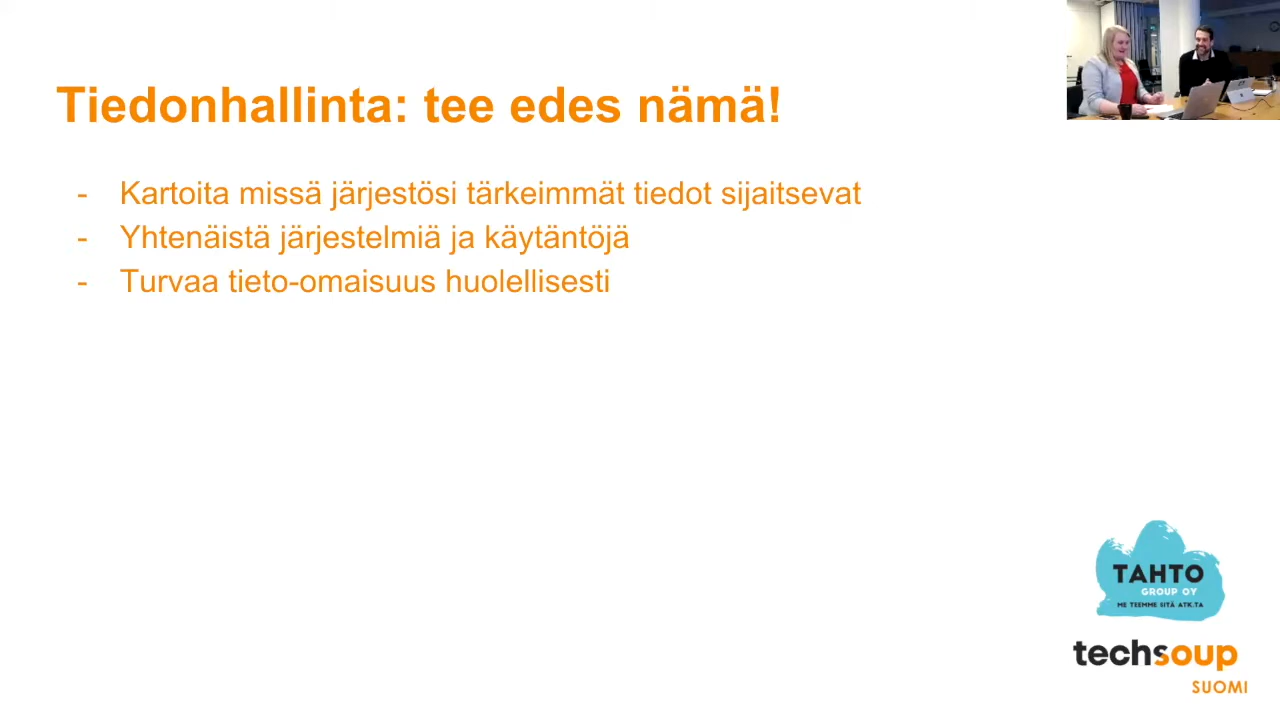 Tiedonhallinta: tee edes nämä!
- Kartoita missä järjestösi tärkeimmät tiedot sijaitsevat
- Yhtenäistä järjestelmiä ja käytäntöjä
- Turvaa tieto-omaisuus huolellisesti
TAHTO
GROUP OY
ME TEEMME SITÄ ATK:TA
techsoup
SUOMI